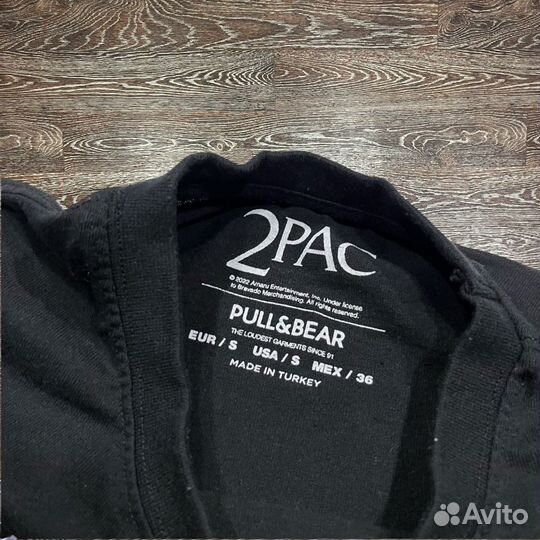 2PAC
© 2022 Amaru Entertainment, Inc. Under license
to Bravado Merchandising. All rights reserved.
PULL&BEAR
THE LOUDEST GARMENTS SINCE 91
EUR / S USA / S MEX / 36
MADE IN TURKEY
Avito